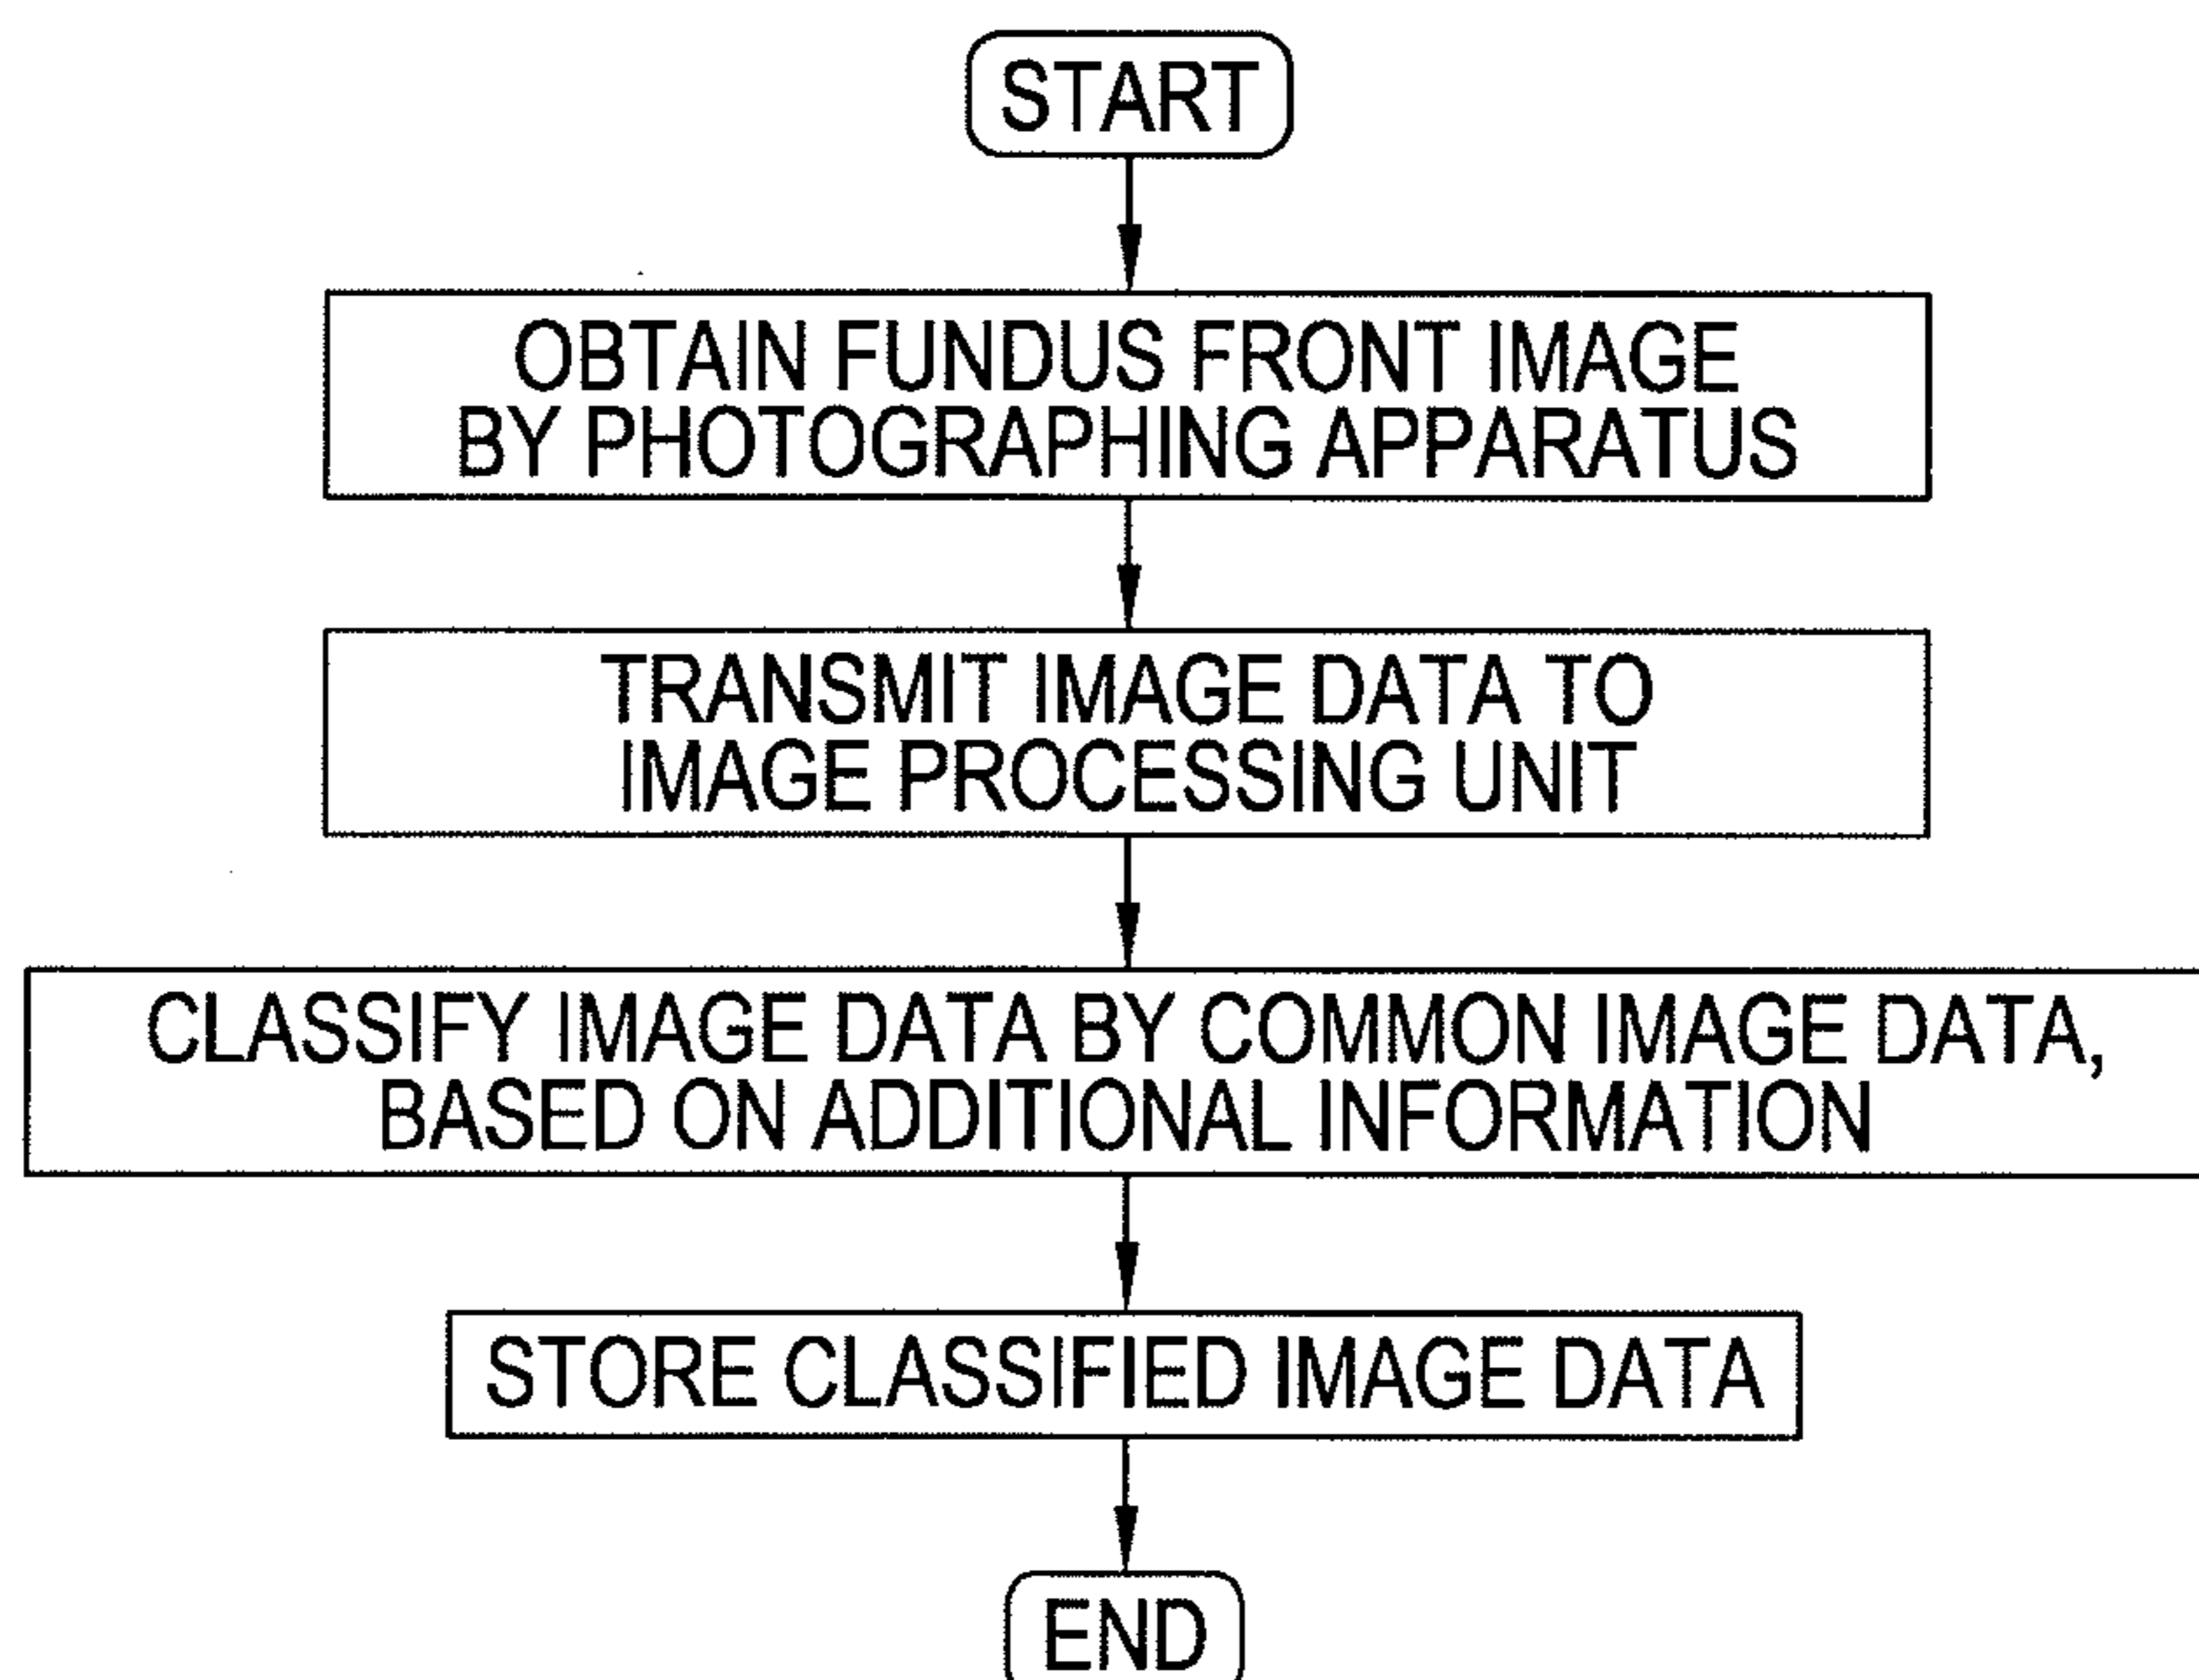 START
OBTAIN FUNDUS FRONT IMAGE
BY PHOTOGRAPHING APPARATUS
TRANSMIT IMAGE DATA TO
IMAGE PROCESSING UNIT
CLASSIFY IMAGE DATA BY COMMON IMAGE DATA,
BASED ON ADDITIONAL INFORMATION
STORE CLASSIFIED IMAGE DATA
END